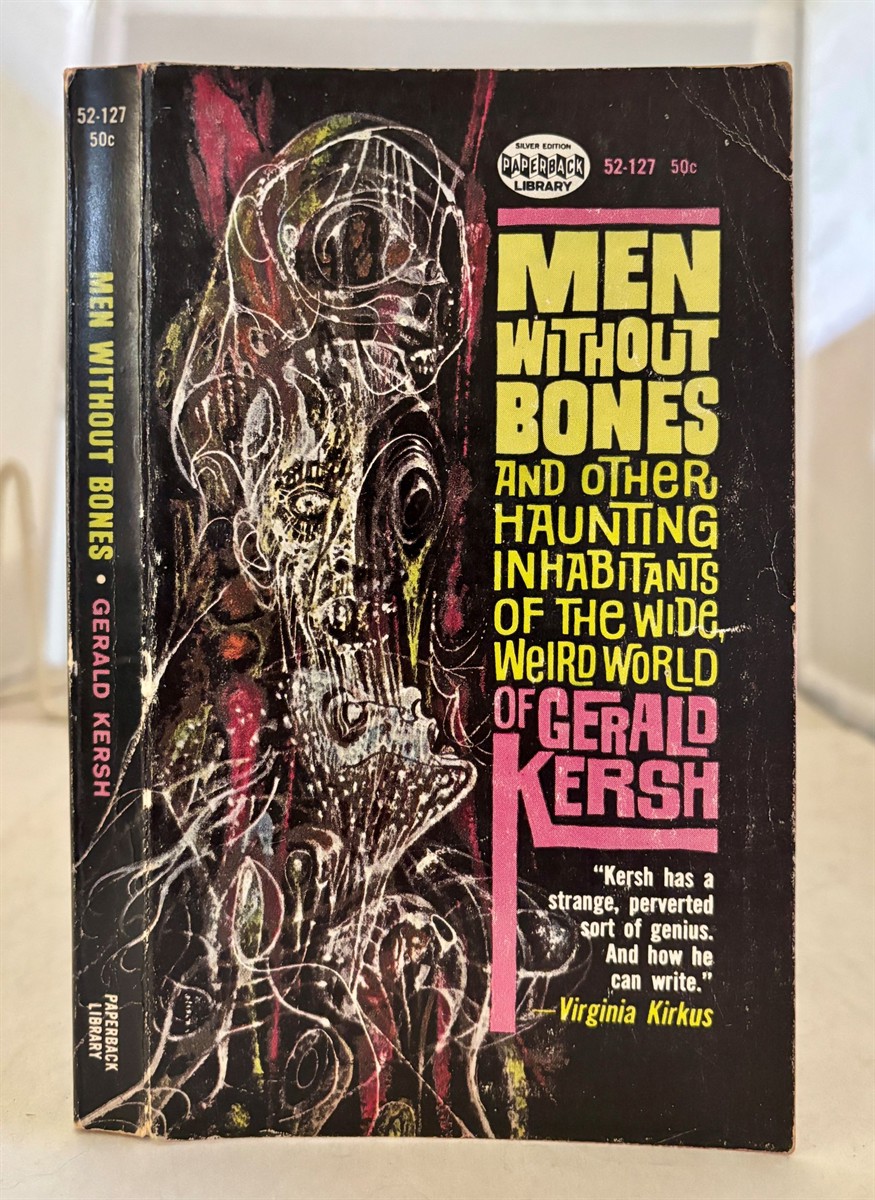 52-127
50c
MEN WITHOUT BONES • GERALD KERSH
PAPERBACK
LIBRARY
SILVER EDITION
PAPERBACK
LIBRARY
52-127 50c
MEN
WITHOUT
BONES
AND OTHER
HAUNTING
INHABITANTS
OF THE WIDE,
WEIRD WORLD
OF GERALD
KERSH
"Kersh has a
strange, perverted
sort of genius.
And how he
can write."
—Virginia Kirkus